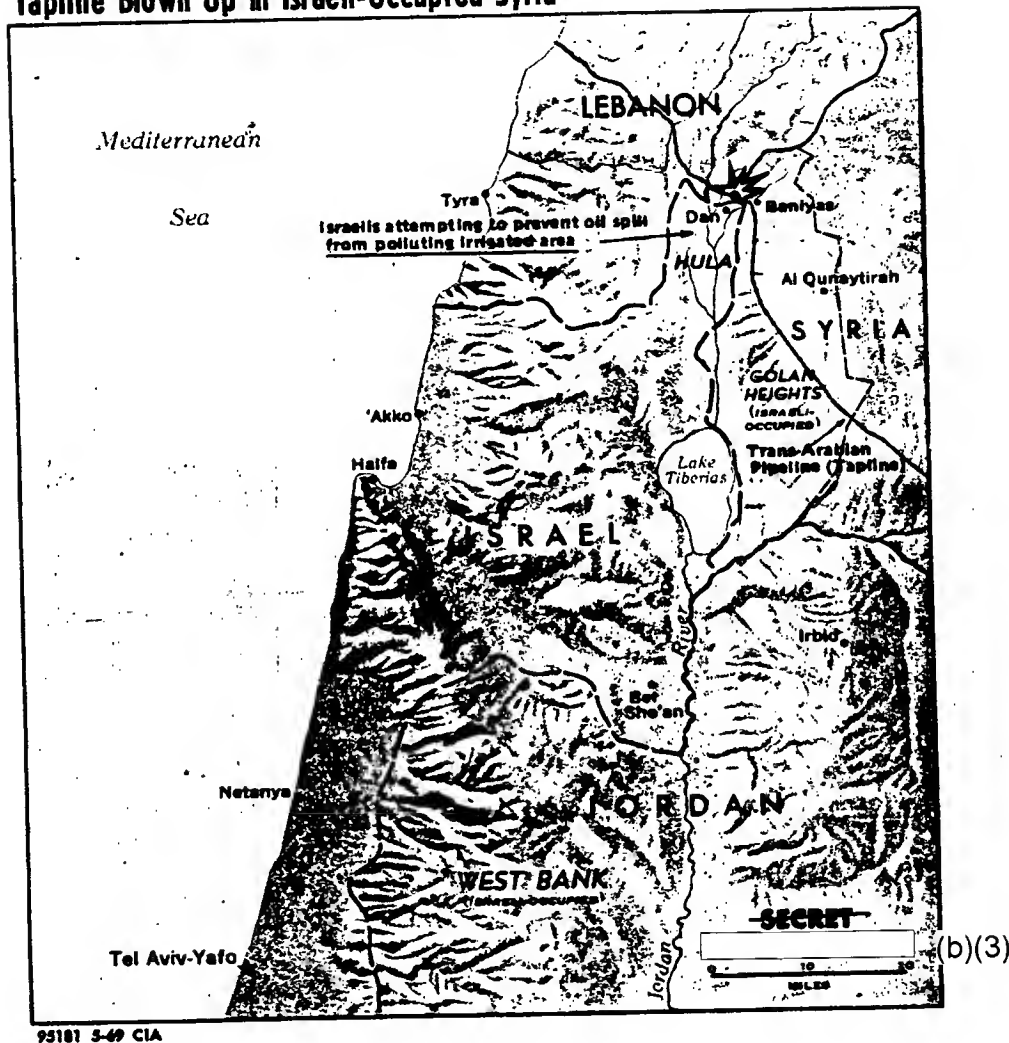 Tapline Blown Up in Israeli-Occupied Syria
LEBANON
Mediterranean
Sea
Tyra
Dan
Baniyas
Israelis attempting to prevent oil spill
from polluting irrigated area
HULA
Al Qunaytirah
SYRIA
GOLAN
HEIGHTS
(ISRAELI-
OCCUPIED)
'Akko
Trans-Arabian
Pipeline (Tapline)
Haifa
Lake
Tiberias
ISRAEL
River
Irbid
Bet
She'an
Netanya
JORDAN
WEST BANK
(ISRAELI-OCCUPIED)
SECRET
(b)(3)
Tel Aviv-Yafo
Jordan
0 10 20
MILES
95181 5-69 CIA